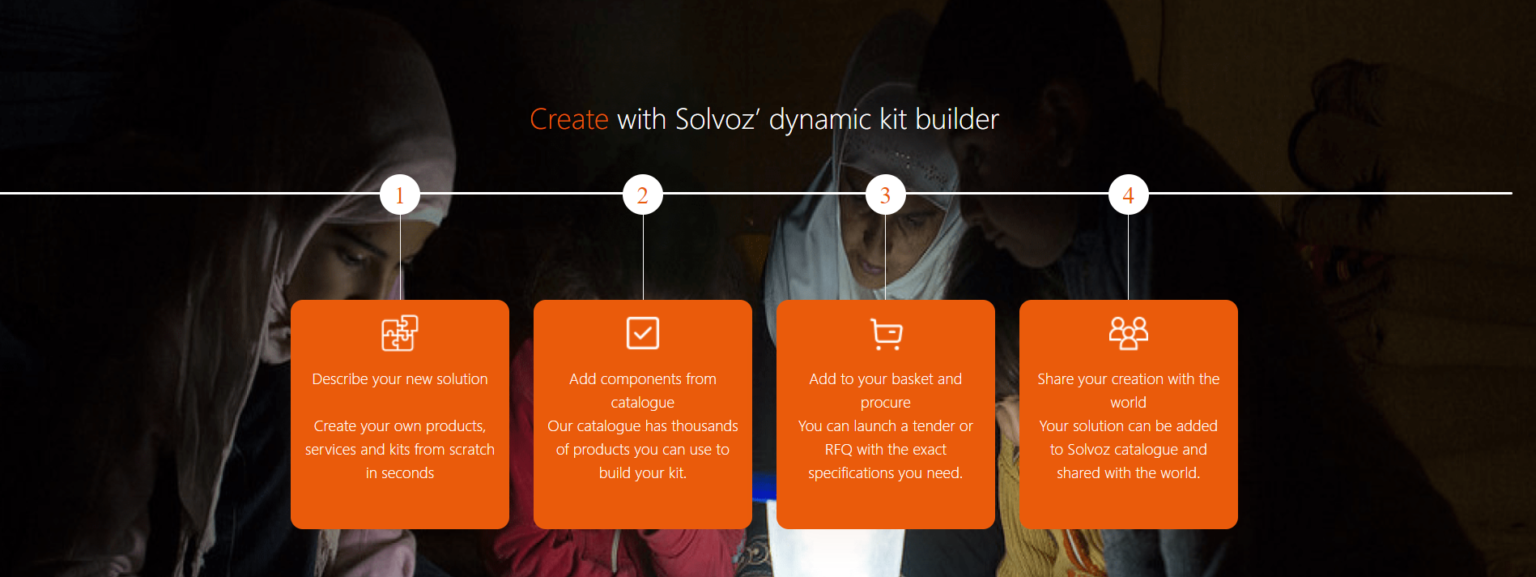 Create with Solvoz’ dynamic kit builder
1
2
3
4
Describe your new solution
Create your own products,
services and kits from scratch
in seconds
Add components from
catalogue
Our catalogue has thousands
of products you can use to
build your kit.
Add to your basket and
procure
You can launch a tender or
RFQ with the exact
specifications you need.
Share your creation with the
world
Your solution can be added
to Solvoz catalogue and
shared with the world.